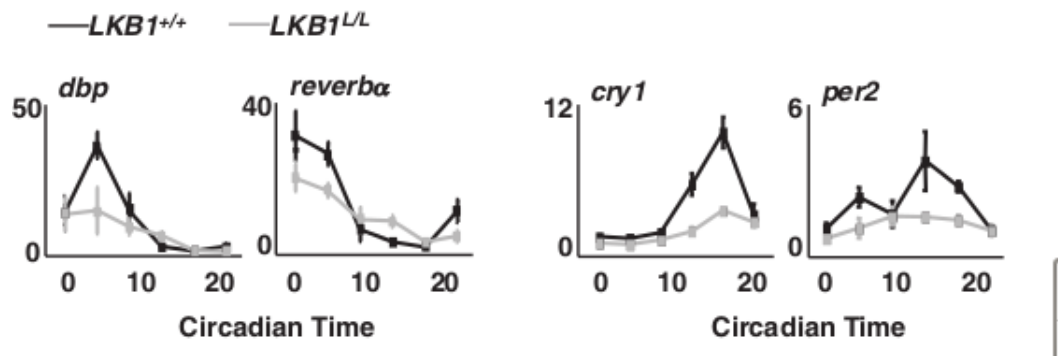 LKB1+/+ LKB1L/L
dbp reverbα cry1 per2
50 40 12 6
0 0 0 0
0 10 20 0 10 20 0 10 20 0 10 20
Circadian Time Circadian Time